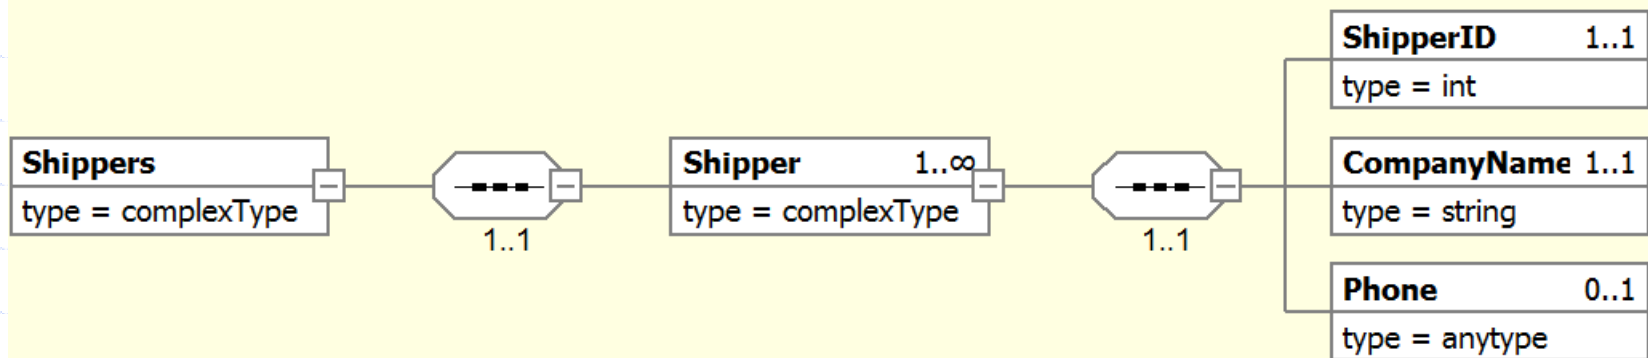 Shippers
type = complexType
1..1
Shipper 1..∞
type = complexType
1..1
ShipperID 1..1
type = int
CompanyName 1..1
type = string
Phone 0..1
type = anytype